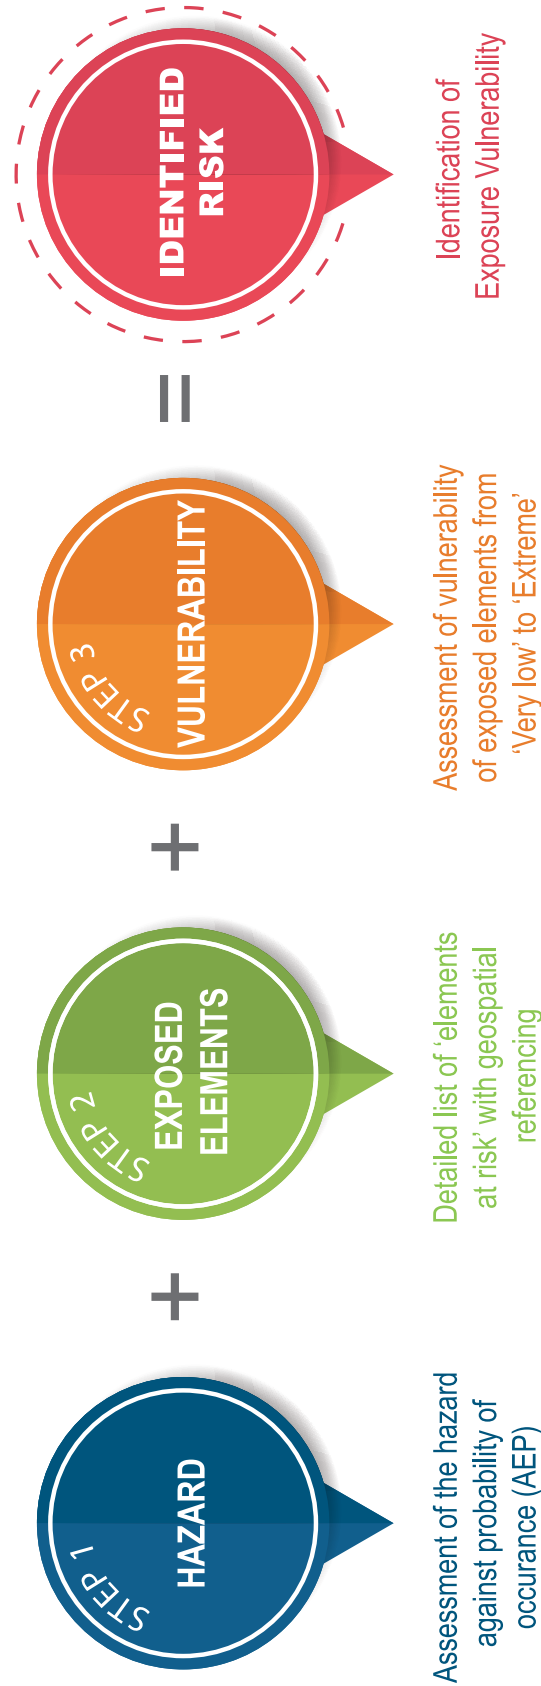 STEP 1
HAZARD
Assessment of the hazard
against probability of
occurance (AEP)
+
STEP 2
EXPOSED
ELEMENTS
Detailed list of ‘elements
at risk’ with geospatial
referencing
+
STEP 3
VULNERABILITY
Assessment of vulnerability
of exposed elements from
‘Very low’ to ‘Extreme’
=
IDENTIFIED
RISK
Identification of
Exposure Vulnerability